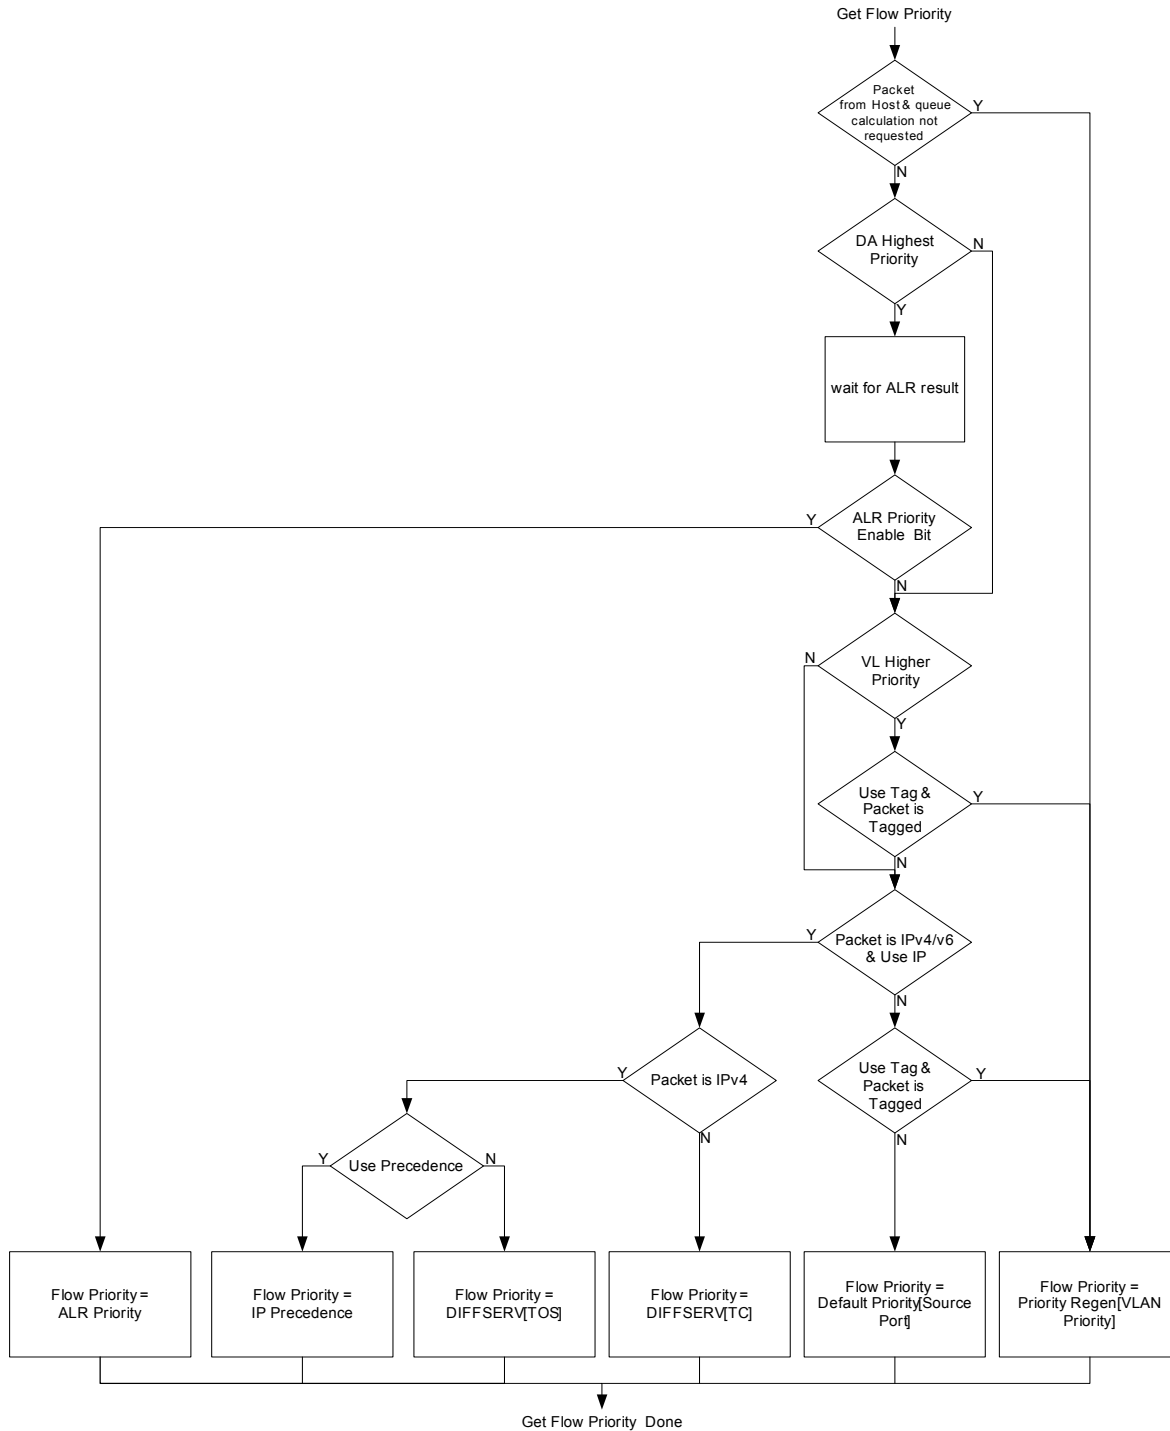 Get Flow Priority
Packet
from Host & queue
calculation not
requested
Y
N
DA Highest
Priority
N
Y
wait for ALR result
ALR Priority
Enable Bit
Y
N
VL Higher
Priority
N
Y
Use Tag &
Packet is
Tagged
Y
N
Packet is IPv4/v6
& Use IP
Y
N
Packet is IPv4
Y
N
Use Tag &
Packet is
Tagged
Y
N
Use Precedence
Y
N
Flow Priority =
ALR Priority
Flow Priority =
IP Precedence
Flow Priority =
DIFFSERV[TOS]
Flow Priority =
DIFFSERV[TC]
Flow Priority =
Default Priority[Source
Port]
Flow Priority =
Priority Regen[VLAN
Priority]
Get Flow Priority Done